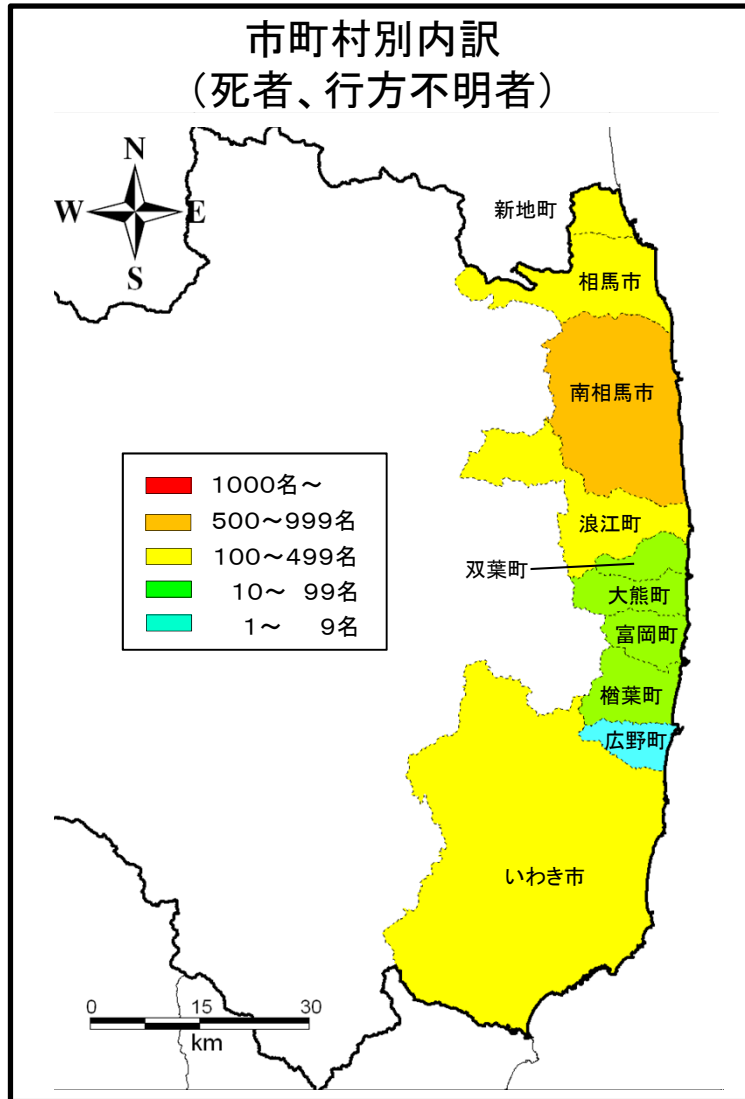 市町村別内訳
（死者、行方不明者）
N
W E
S
新地町
相馬市
南相馬市
浪江町
双葉町
大熊町
富岡町
楢葉町
広野町
いわき市
1000名～
500～999名
100～499名
10～ 99名
1～ 9名
0 15 30
km